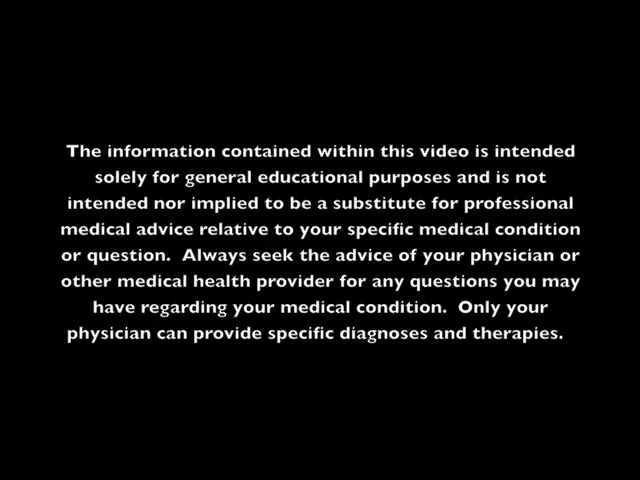 The information contained within this video is intended
solely for general educational purposes and is not
intended nor implied to be a substitute for professional
medical advice relative to your specific medical condition
or question.  Always seek the advice of your physician or
other medical health provider for any questions you may
have regarding your medical condition.  Only your
physician can provide specific diagnoses and therapies.